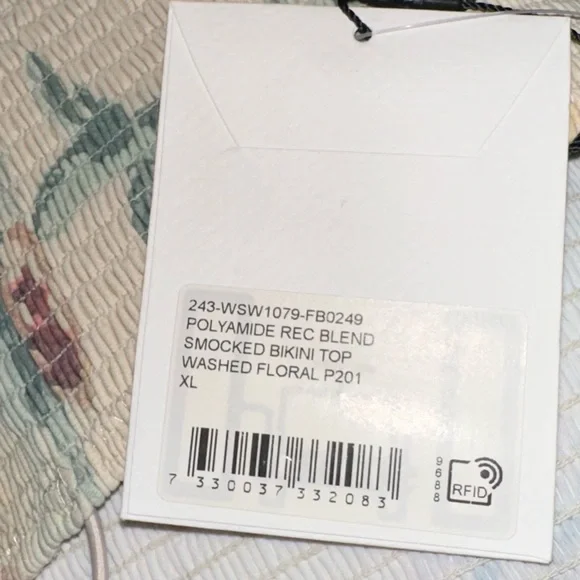 243-WSW1079-FB0249
POLYAMIDE REC BLEND
SMOCKED BIKINI TOP
WASHED FLORAL P201
XL
7 330037 332083
9688
RFID